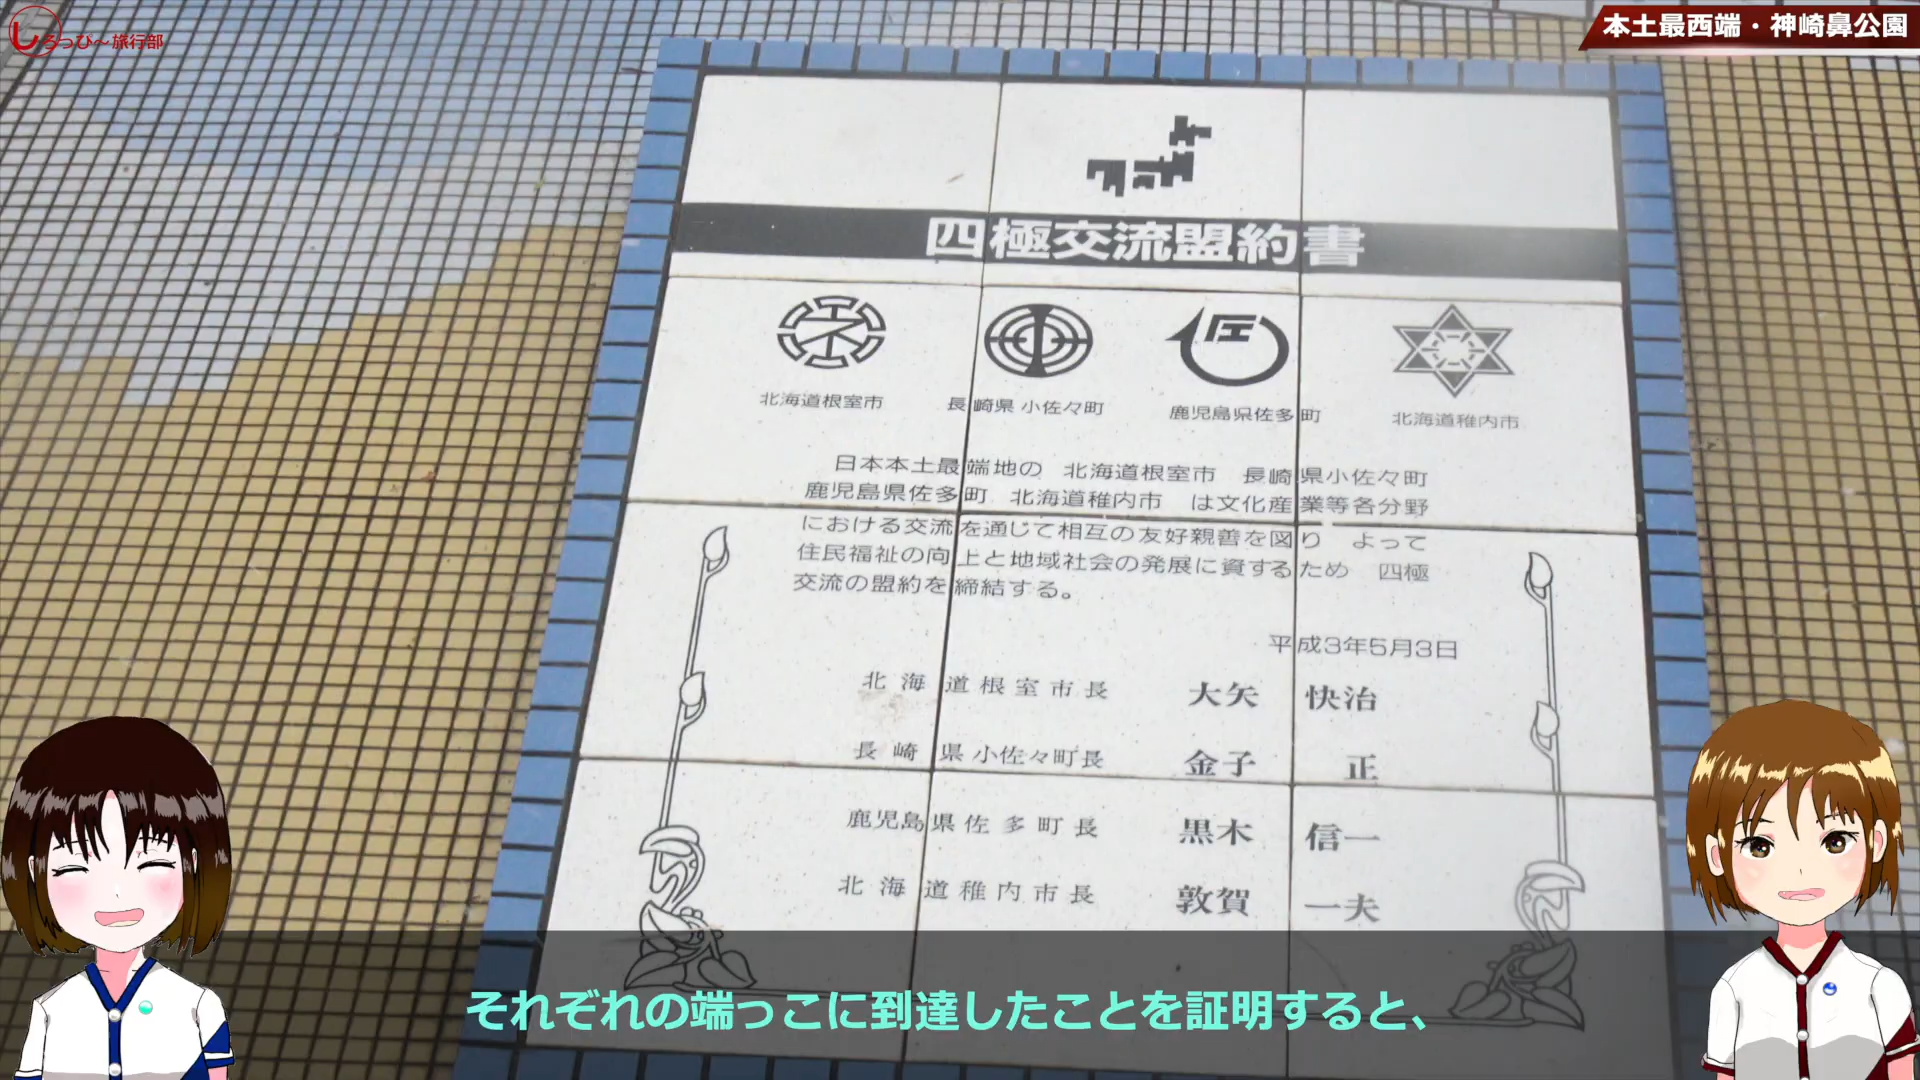 しろっぴ～旅行部
本土最西端・神崎鼻公園
四極交流盟約書
北海道根室市
長崎県 小佐々町
鹿児島県佐多町
北海道稚内市
日本本土最端地の 北海道根室市 長崎県小佐々町
鹿児島県佐多町 北海道稚内市 は文化産業等各分野
における交流を通じて相互の友好親善を図り よって
住民福祉の向上と地域社会の発展に資するため 四極
交流の盟約を締結する。
平成3年5月3日
北海道根室市長 大矢 快治
長崎県小佐々町長 金子 正
鹿児島県佐多町長 黒木 信一
北海道稚内市長 敦賀 一夫
それぞれの端っこに到達したことを証明すると、